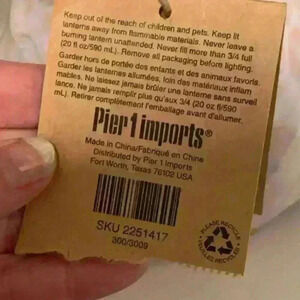 Keep out of the reach of children and pets. Keep lit
lanterns away from flammable materials. Never leave a
burning lantern unattended. Never fill more than 3/4 full
(20 oz/590 mL). Remove all packaging before lighting.
Garder hors de portée des enfants et des animaux favoris.
Garder les lanternes allumées, loin des matériaux inflam
mables. Ne laissez jamais brûler une lanterne sans surveil
lance. Ne jamais remplir plus qu'aux 3/4 (20 oz /590
mL). Retirer complètement l'emballage avant d'allumer.
Pier 1 imports®
Made in China/Fabriqué en Chine
Distributed by Pier 1 Imports
Fort Worth, Texas 76102 USA
SKU 2251417
300/3009
PLEASE RECYCLE
RECYCLED, RECYCLE